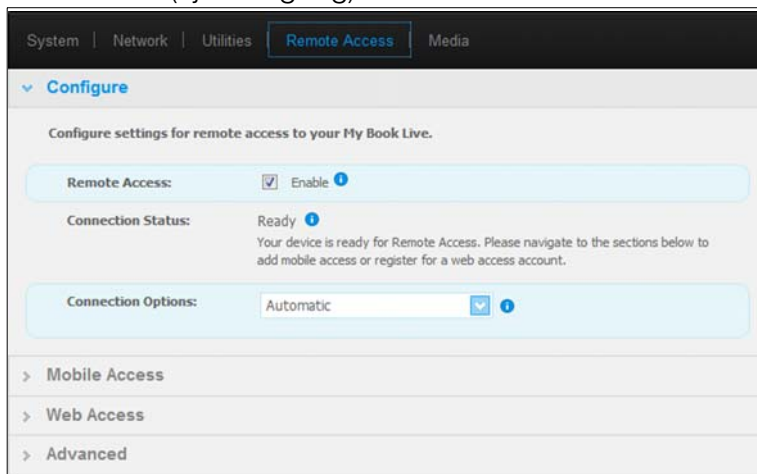 System | Network | Utilities | Remote Access | Media
Configure
Configure settings for remote access to your My Book Live.
Remote Access: Enable
Connection Status: Ready
Your device is ready for Remote Access. Please navigate to the sections below to
add mobile access or register for a web access account.
Connection Options: Automatic
Mobile Access
Web Access
Advanced